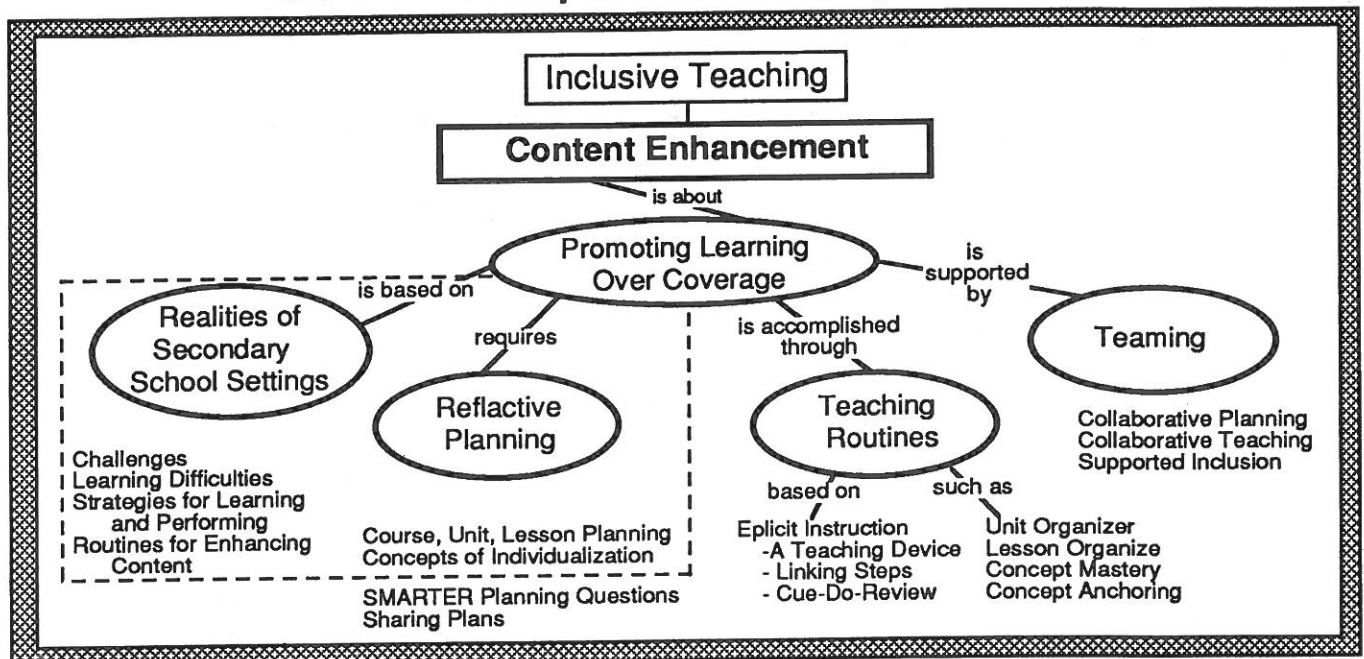 Inclusive Teaching
Content Enhancement
is about
Promoting Learning
Over Coverage
is based on
Realities of
Secondary
School Settings
Challenges
Learning Difficulties
Strategies for Learning
and Performing
Routines for Enhancing
Content
requires
Reflactive
Planning
Course, Unit, Lesson Planning
Concepts of Individualization
SMARTER Planning Questions
Sharing Plans
is accomplished
through
Teaching
Routines
based on
Eplicit Instruction
-A Teaching Device
- Linking Steps
- Cue-Do-Review
such as
Unit Organizer
Lesson Organize
Concept Mastery
Concept Anchoring
is
supported
by
Teaming
Collaborative Planning
Collaborative Teaching
Supported Inclusion